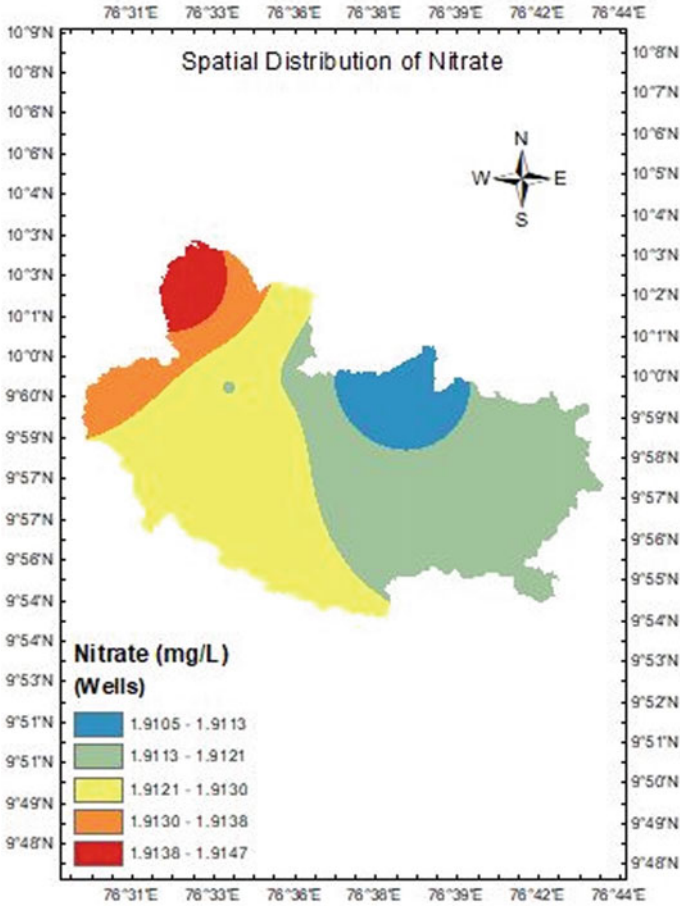 76°31'E 76°33'E 76°36'E 76°38'E 76°39'E 76°42'E 76°44'E
Spatial Distribution of Nitrate
N
W E
S
10°9'N
10°8'N
10°6'N
10°6'N
10°4'N
10°3'N
10°3'N
10°1'N
10°0'N
9°60'N
9°59'N
9°57'N
9°57'N
9°56'N
9°54'N
9°54'N
9°53'N
9°51'N
9°51'N
9°49'N
9°48'N
10°8'N
10°7'N
10°6'N
10°5'N
10°4'N
10°3'N
10°2'N
10°1'N
10°0'N
9°59'N
9°58'N
9°57'N
9°56'N
9°55'N
9°54'N
9°53'N
9°52'N
9°51'N
9°50'N
9°49'N
9°48'N
Nitrate (mg/L)
(Wells)
1.9105 - 1.9113
1.9113 - 1.9121
1.9121 - 1.9130
1.9130 - 1.9138
1.9138 - 1.9147
76°31'E 76°33'E 76°36'E 76°38'E 76°39'E 76°42'E 76°44'E